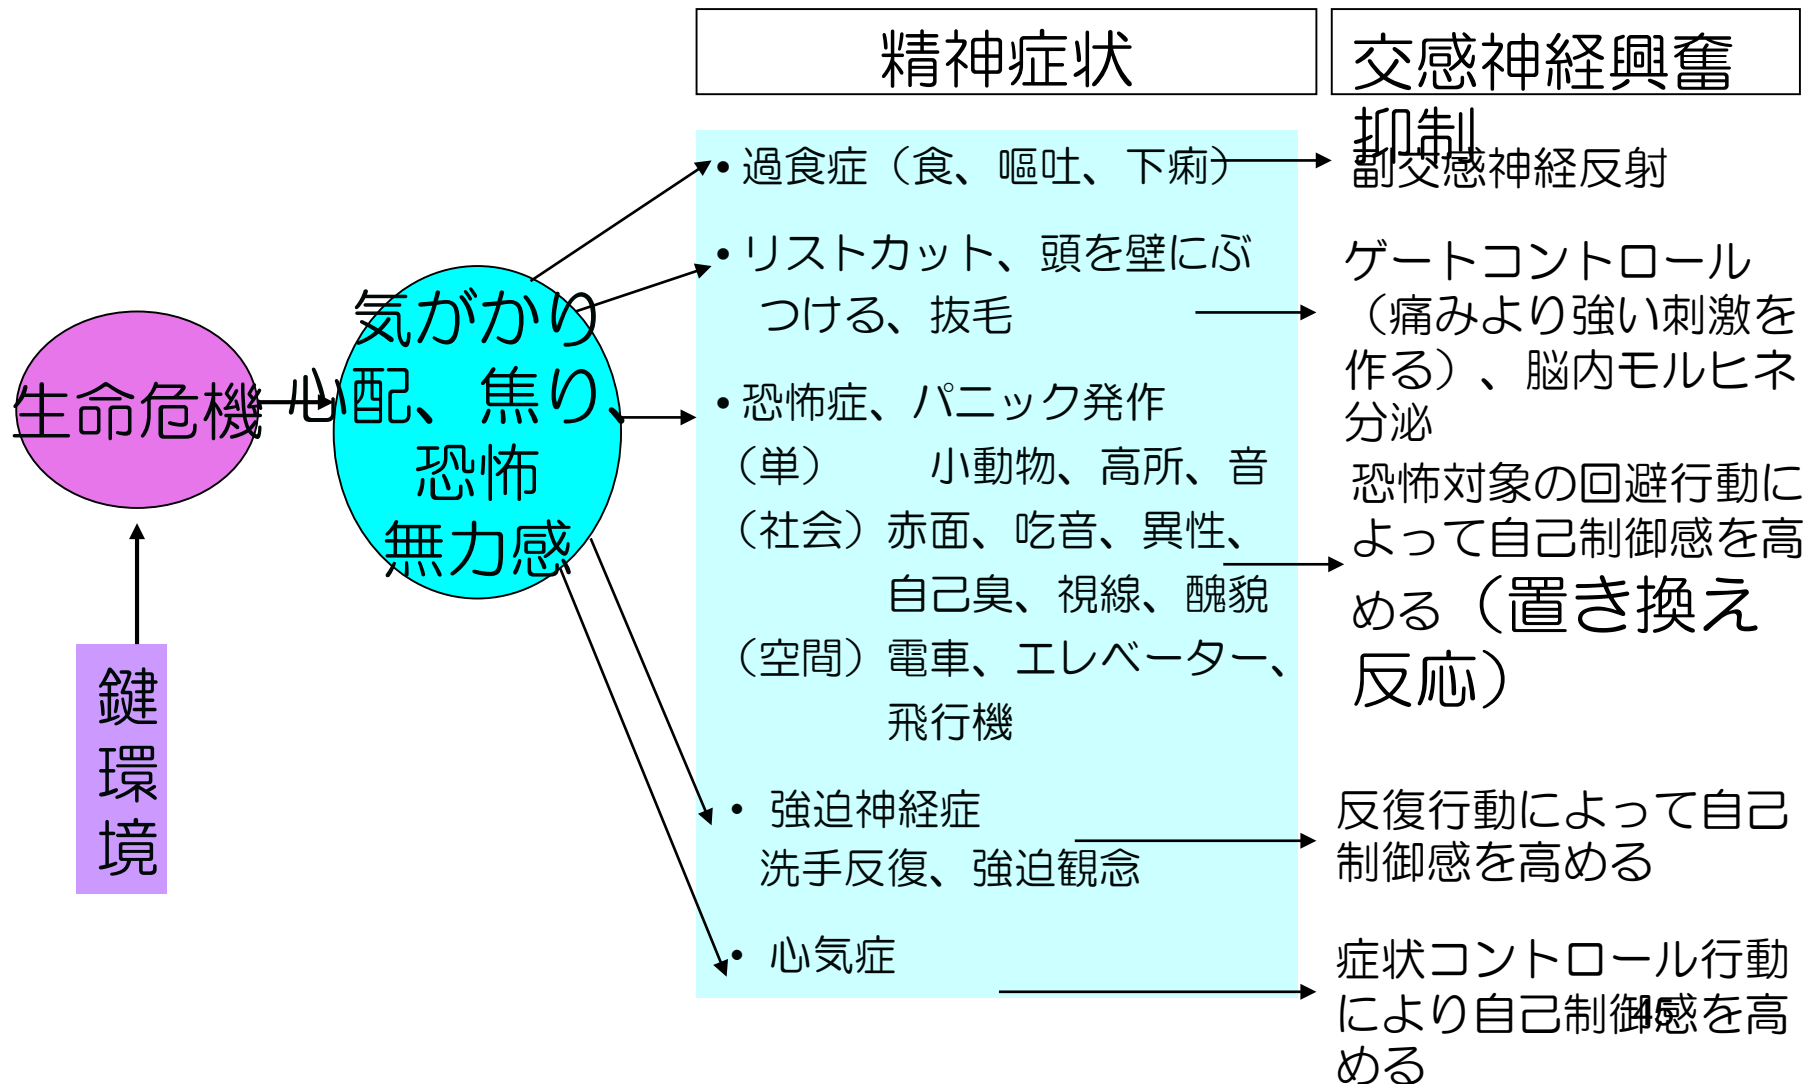 精神症状
交感神経興奮
抑制
・過食症（食、嘔吐、下痢）
副交感神経反射
・リストカット、頭を壁にぶ
つける、抜毛
ゲートコントロール
（痛みより強い刺激を
作る）、脳内モルヒネ
分泌
生命危機
気がかり
心配、焦り、
恐怖
無力感
鍵
環
境
・恐怖症、パニック発作
（単）　　小動物、高所、音
（社会）赤面、吃音、異性、
自己臭、視線、醜貌
（空間）電車、エレベーター、
飛行機
恐怖対象の回避行動に
よって自己制御感を高
める（置き換え
反応）
・ 強迫神経症
洗手反復、強迫観念
反復行動によって自己
制御感を高める
・ 心気症
症状コントロール行動
により自己制御感を高
める
45